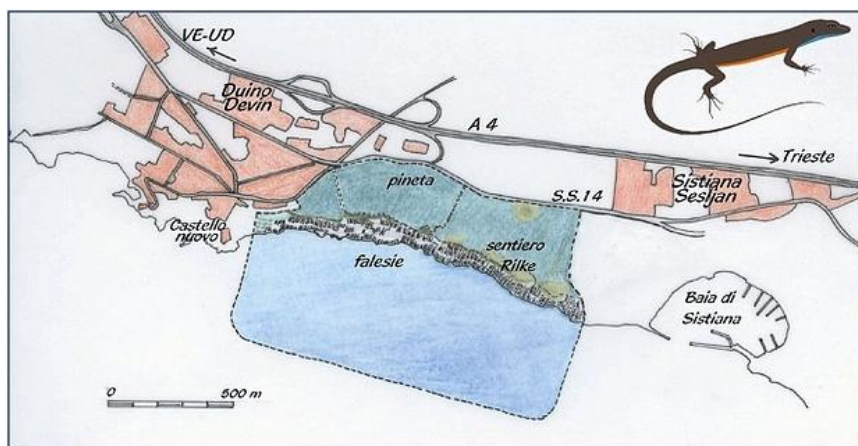 VE-UD
Duino
Devin
A 4
Trieste
pineta
S.S.14
Sistiana
Sesljan
Castello
nuovo
falesie
sentiero
Rilke
Baia di
Sistiana
0
500 m